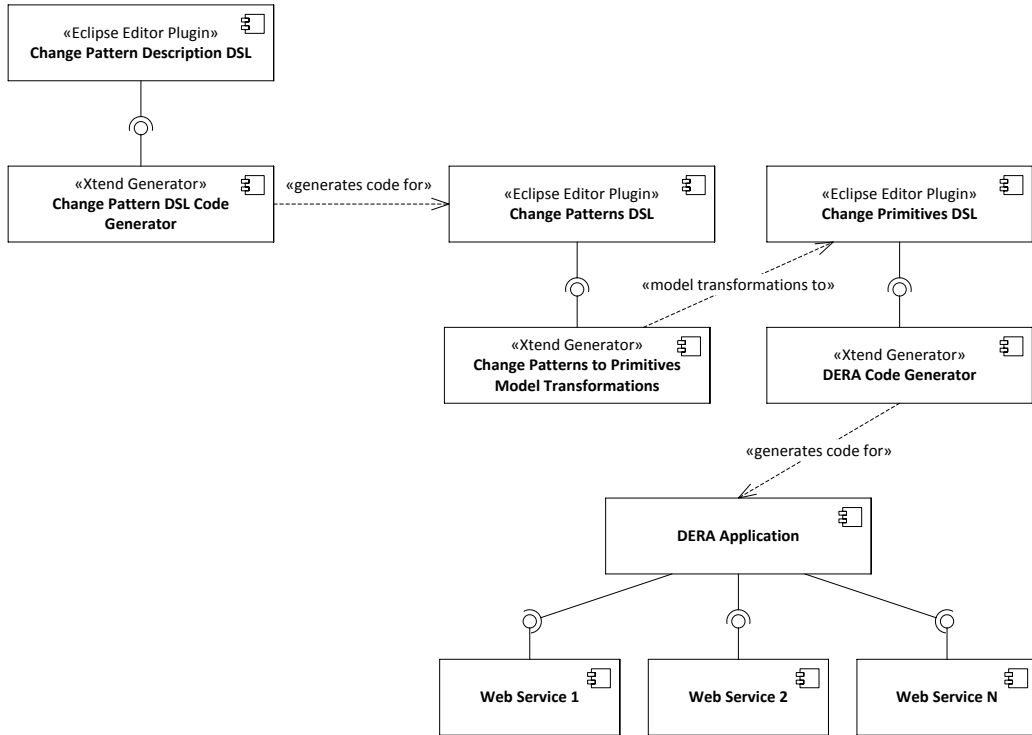 «Eclipse Editor Plugin»
Change Pattern Description DSL
«Xtend Generator»
Change Pattern DSL Code
Generator
«generates code for»
«Eclipse Editor Plugin»
Change Patterns DSL
«Eclipse Editor Plugin»
Change Primitives DSL
«model transformations to»
«Xtend Generator»
Change Patterns to Primitives
Model Transformations
«Xtend Generator»
DERA Code Generator
«generates code for»
DERA Application
Web Service 1
Web Service 2
Web Service N